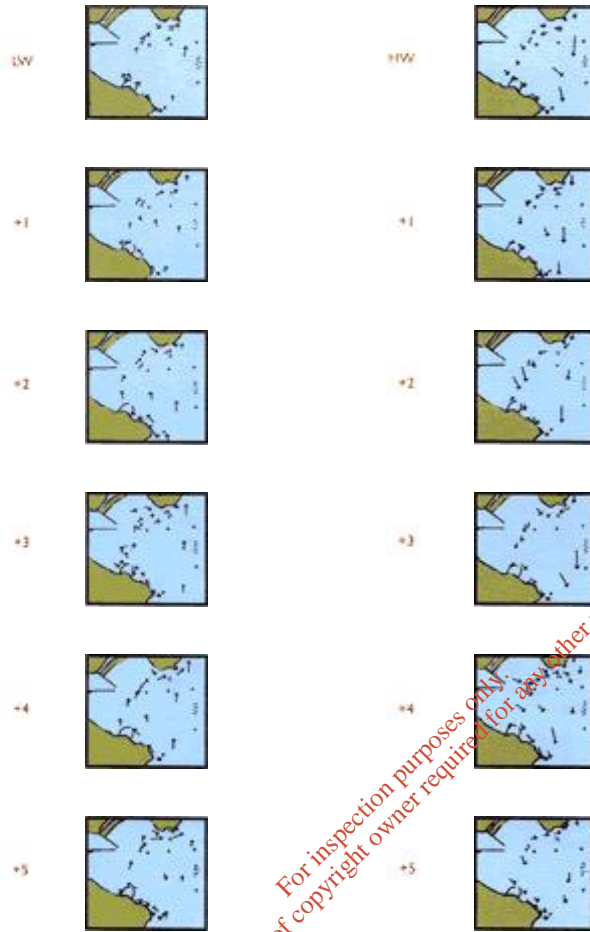 LW
HW
+1
+1
+2
+2
+3
+3
+4
+4
+5
+5
For inspection purposes only.
of copyright owner required for any other